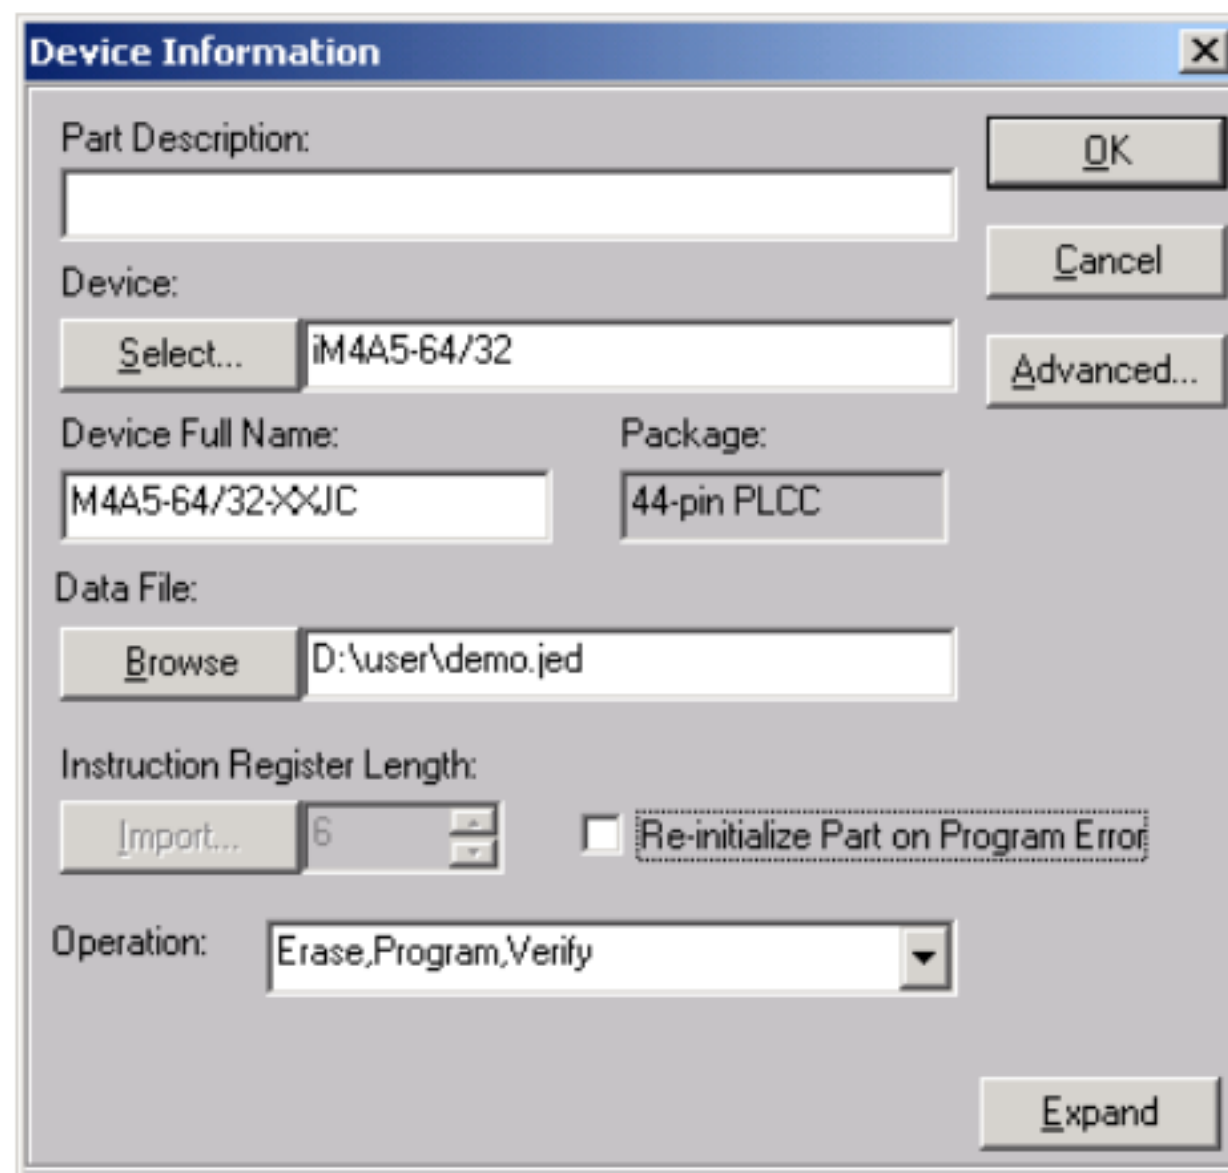 Device Information
Part Description:
OK
Cancel
Device:
Select... iM4A5-64/32
Advanced...
Device Full Name: Package:
M4A5-64/32-XXJC 44-pin PLCC
Data File:
Browse D:\user\demo.jed
Instruction Register Length:
Import... 6 Re-initialize Part on Program Error
Operation: Erase,Program,Verify
Expand